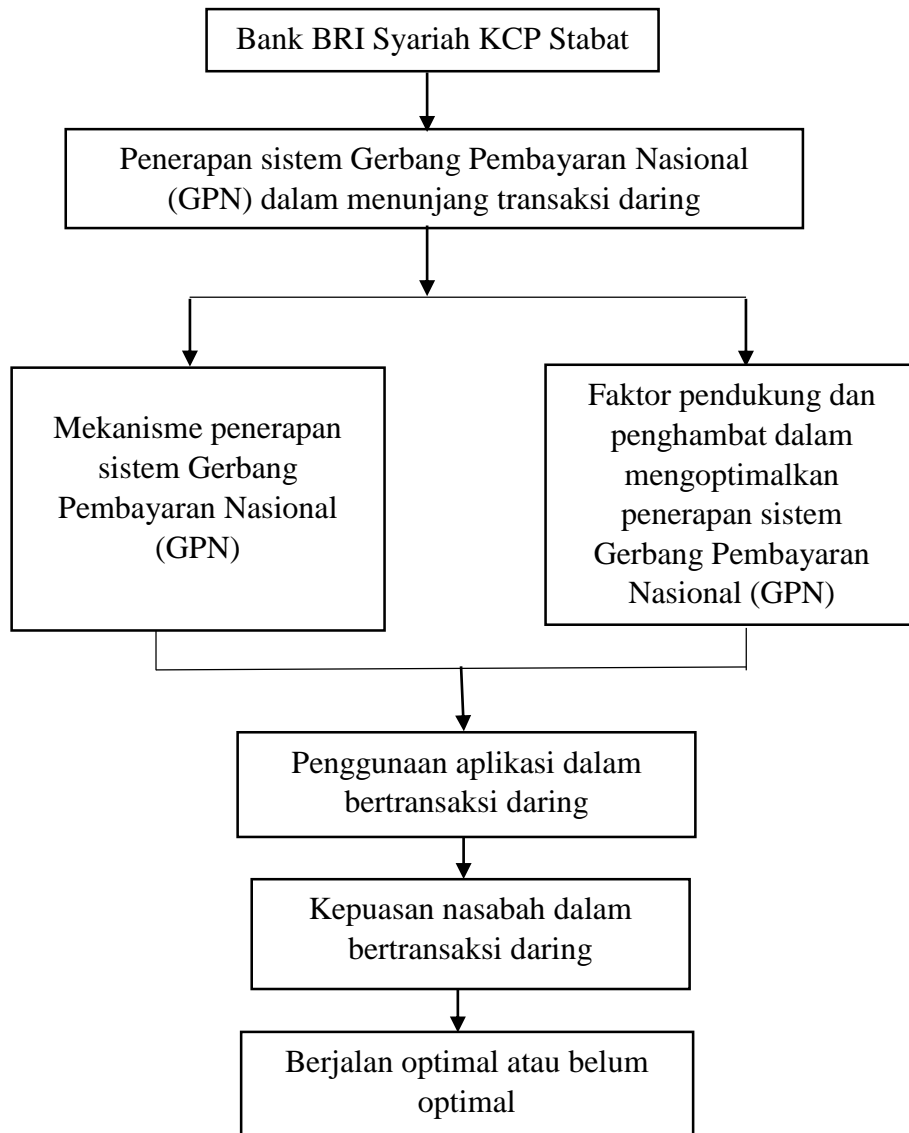 Bank BRI Syariah KCP Stabat
Penerapan sistem Gerbang Pembayaran Nasional
(GPN) dalam menunjang transaksi daring
Mekanisme penerapan
sistem Gerbang
Pembayaran Nasional
(GPN)
Faktor pendukung dan
penghambat dalam
mengoptimalkan
penerapan sistem
Gerbang Pembayaran
Nasional (GPN)
Penggunaan aplikasi dalam
bertransaksi daring
Kepuasan nasabah dalam
bertransaksi daring
Berjalan optimal atau belum
optimal